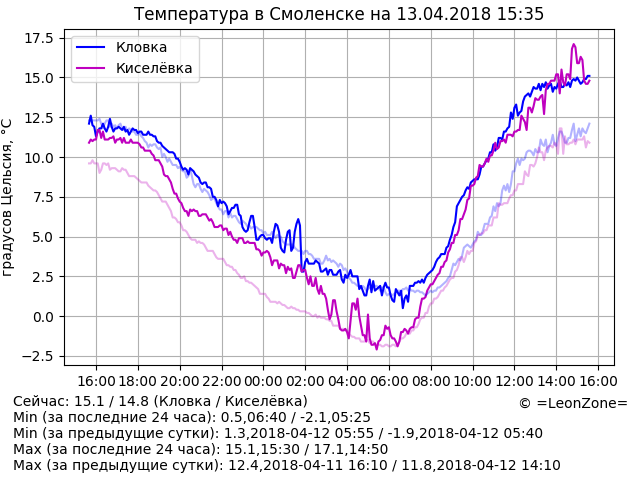 Температура в Смоленске на 13.04.2018 15:35
17.5
15.0
12.5
10.0
7.5
5.0
2.5
0.0
−2.5
градусов Цельсия, °C
Кловка
Киселёвка
16:00 18:00 20:00 22:00 00:00 02:00 04:00 06:00 08:00 10:00 12:00 14:00 16:00
Сейчас: 15.1 / 14.8 (Кловка / Киселёвка)
© =LeonZone=
Min (за последние 24 часа): 0.5,06:40 / -2.1,05:25
Min (за предыдущие сутки): 1.3,2018-04-12 05:55 / -1.9,2018-04-12 05:40
Max (за последние 24 часа): 15.1,15:30 / 17.1,14:50
Max (за предыдущие сутки): 12.4,2018-04-11 16:10 / 11.8,2018-04-12 14:10